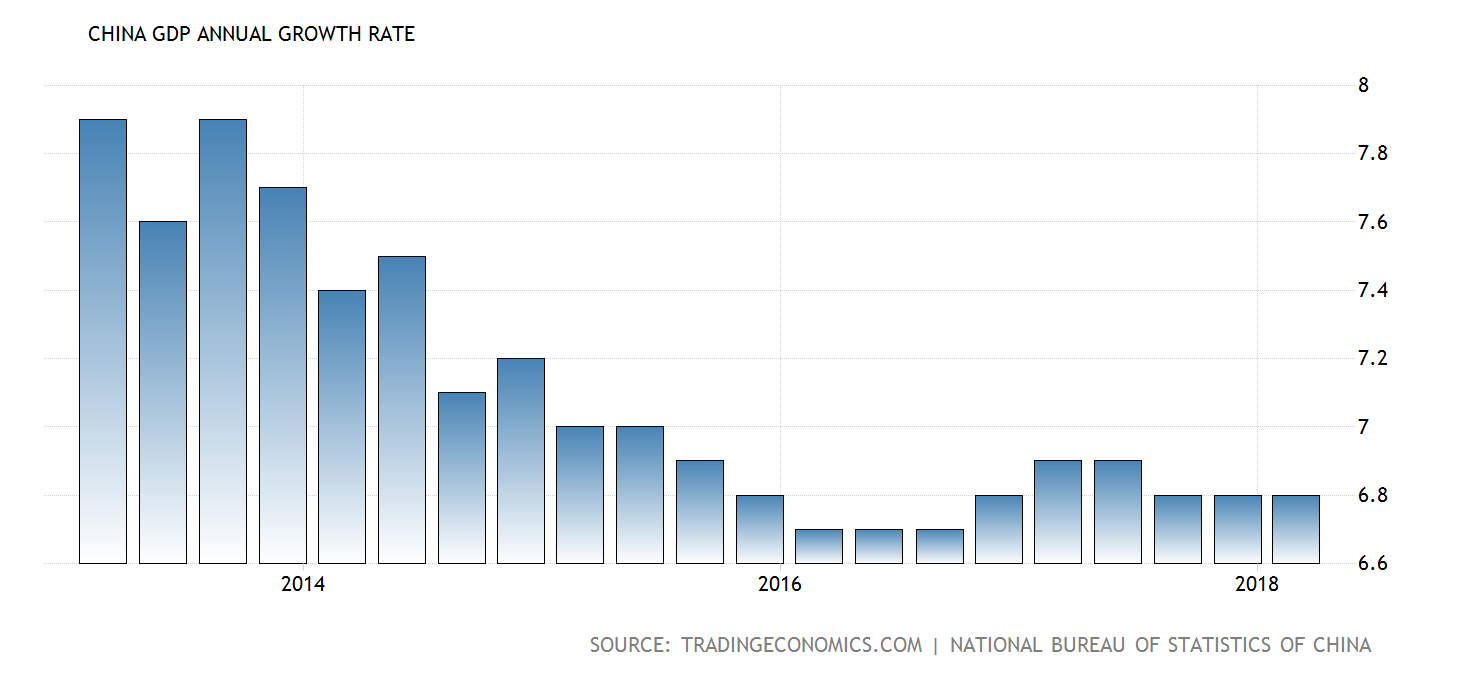 CHINA GDP ANNUAL GROWTH RATE
8
7.8
7.6
7.4
7.2
7
6.8
6.6
2014 2016 2018
SOURCE: TRADINGECONOMICS.COM | NATIONAL BUREAU OF STATISTICS OF CHINA